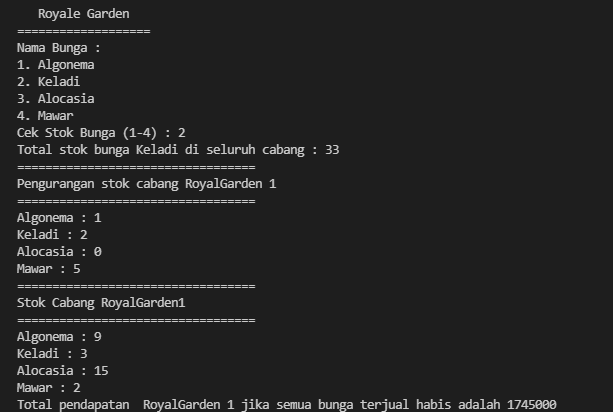 Royale Garden
===================
Nama Bunga :
1. Algonema
2. Keladi
3. Alocasia
4. Mawar
Cek Stok Bunga (1-4) : 2
Total stok bunga Keladi di seluruh cabang : 33
==================================
Pengurangan stok cabang RoyalGarden 1
==================================
Algonema : 1
Keladi : 2
Alocasia : 0
Mawar : 5
==================================
Stok Cabang RoyalGarden1
==================================
Algonema : 9
Keladi : 3
Alocasia : 15
Mawar : 2
Total pendapatan  RoyalGarden 1 jika semua bunga terjual habis adalah 1745000